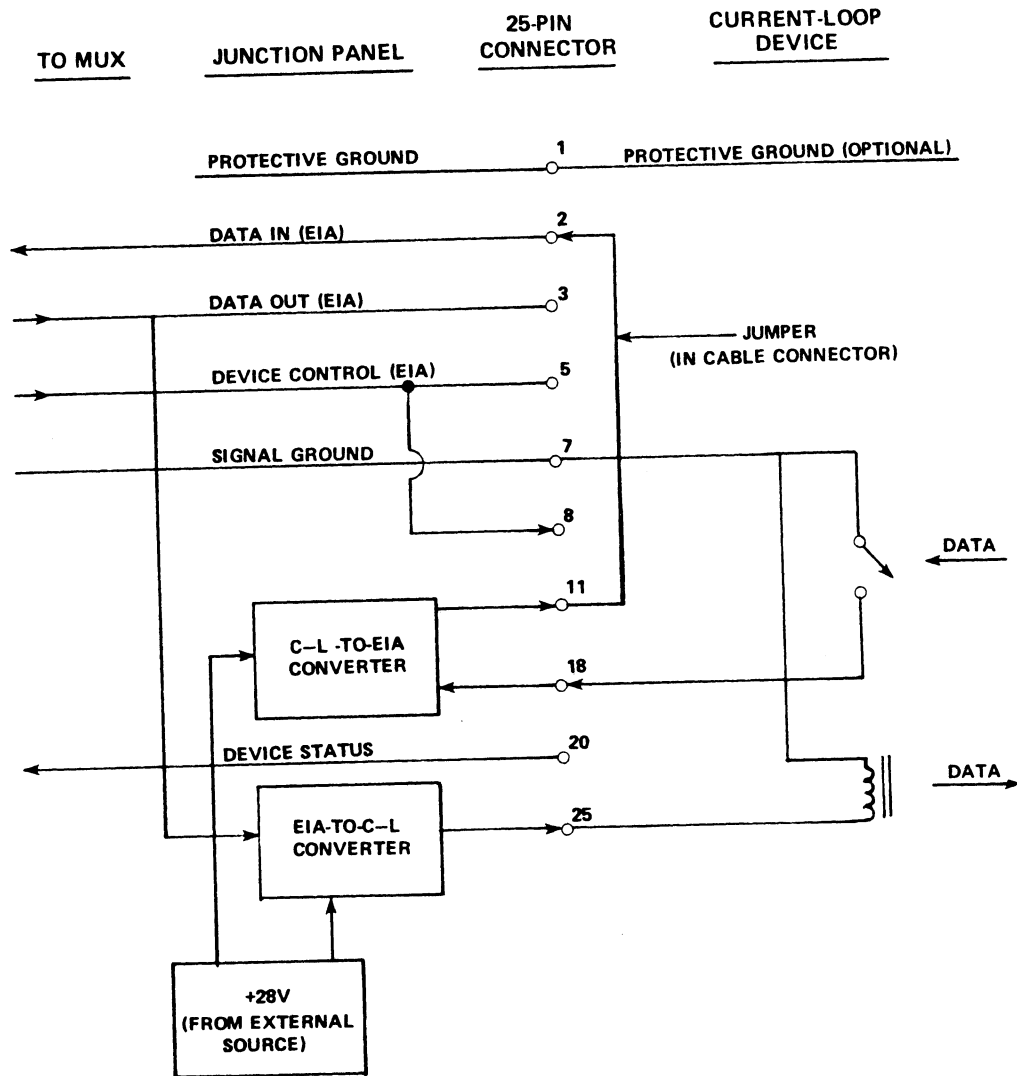 TO MUX
JUNCTION PANEL
25-PIN
CONNECTOR
CURRENT-LOOP
DEVICE
PROTECTIVE GROUND
1
PROTECTIVE GROUND (OPTIONAL)
DATA IN (EIA)
2
DATA OUT (EIA)
3
JUMPER
(IN CABLE CONNECTOR)
DEVICE CONTROL (EIA)
5
SIGNAL GROUND
7
8
DATA
11
C–L -TO-EIA
CONVERTER
18
DEVICE STATUS
20
DATA
EIA-TO-C–L
CONVERTER
25
+28V
(FROM EXTERNAL
SOURCE)